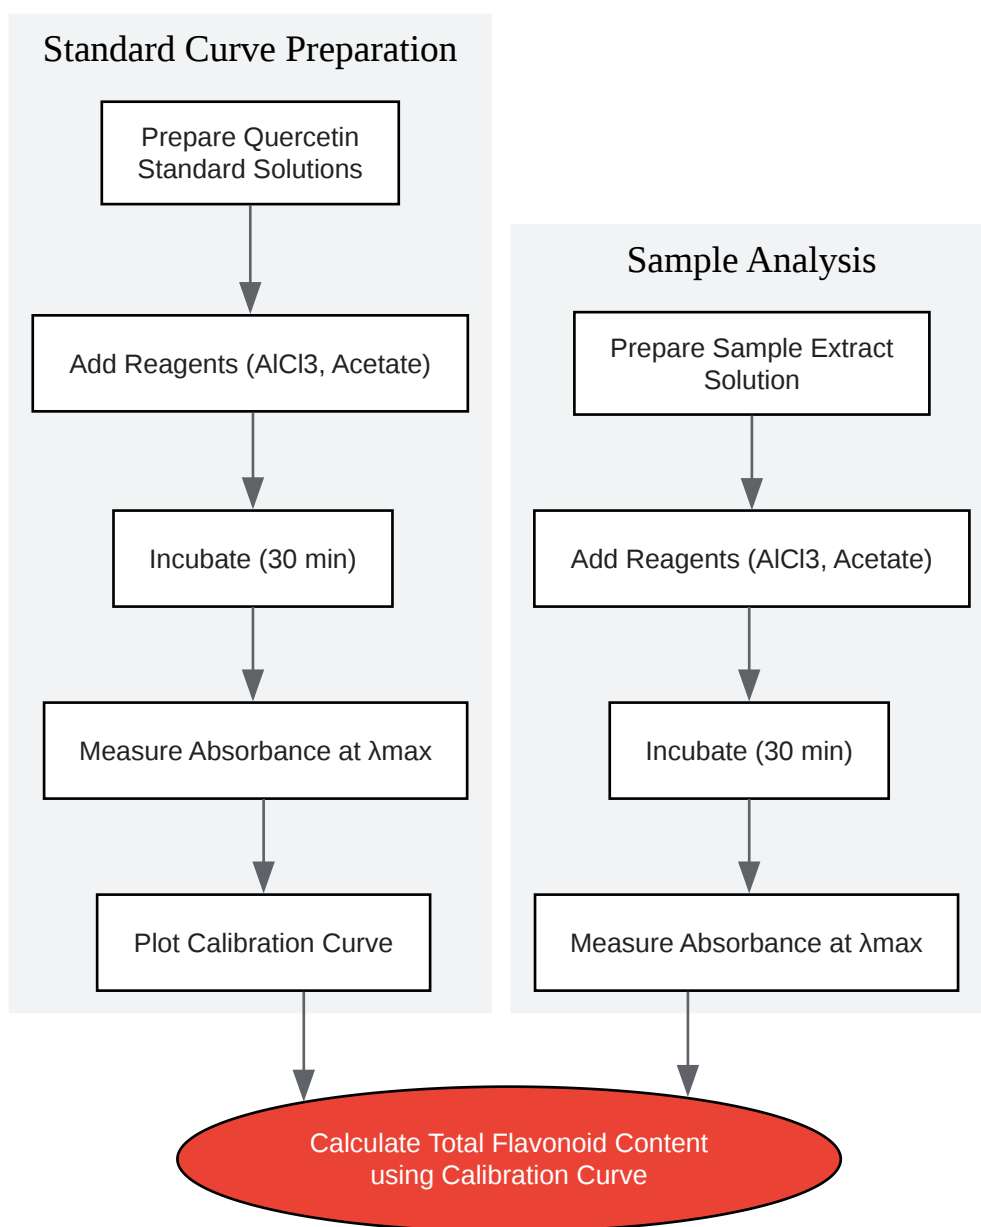 Standard Curve Preparation
Prepare Quercetin
Standard Solutions
Add Reagents (AlCl3, Acetate)
Incubate (30 min)
Measure Absorbance at λmax
Plot Calibration Curve
Sample Analysis
Prepare Sample Extract
Solution
Add Reagents (AlCl3, Acetate)
Incubate (30 min)
Measure Absorbance at λmax
Calculate Total Flavonoid Content
using Calibration Curve